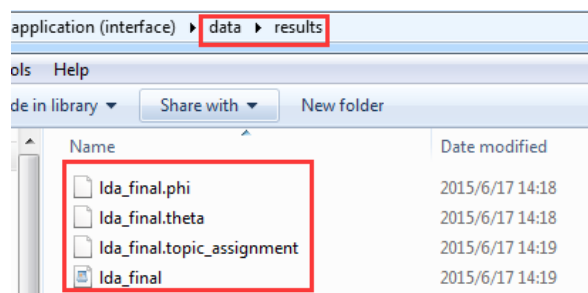 application (interface) ▸ data ▸ results
ols Help
de in library ▾ Share with ▾ New folder
Name Date modified
lda_final.phi 2015/6/17 14:18
lda_final.theta 2015/6/17 14:18
lda_final.topic_assignment 2015/6/17 14:19
lda_final 2015/6/17 14:19